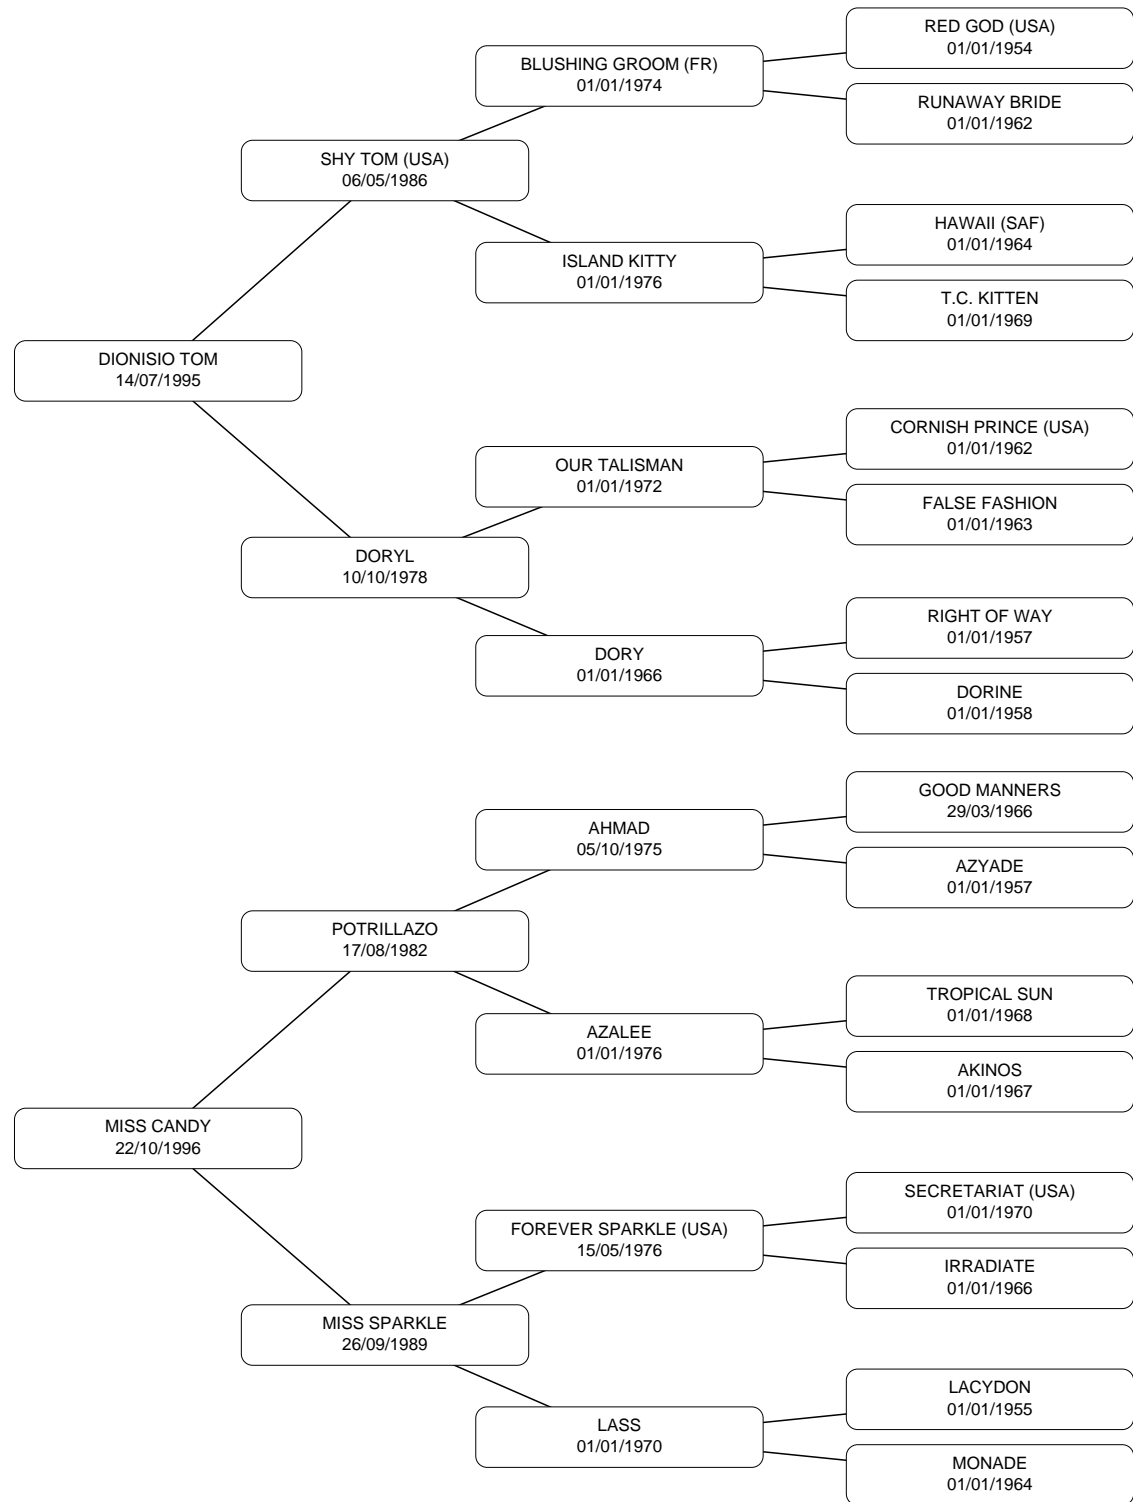 RED GOD (USA)
01/01/1954
BLUSHING GROOM (FR)
01/01/1974
RUNAWAY BRIDE
01/01/1962
SHY TOM (USA)
06/05/1986
HAWAII (SAF)
01/01/1964
ISLAND KITTY
01/01/1976
T.C. KITTEN
01/01/1969
DIONISIO TOM
14/07/1995
CORNISH PRINCE (USA)
01/01/1962
OUR TALISMAN
01/01/1972
FALSE FASHION
01/01/1963
DORYL
10/10/1978
RIGHT OF WAY
01/01/1957
DORY
01/01/1966
DORINE
01/01/1958
GOOD MANNERS
29/03/1966
AHMAD
05/10/1975
AZYADE
01/01/1957
POTRILLAZO
17/08/1982
TROPICAL SUN
01/01/1968
AZALEE
01/01/1976
AKINOS
01/01/1967
MISS CANDY
22/10/1996
SECRETARIAT (USA)
01/01/1970
FOREVER SPARKLE (USA)
15/05/1976
IRRADIATE
01/01/1966
MISS SPARKLE
26/09/1989
LACYDON
01/01/1955
LASS
01/01/1970
MONADE
01/01/1964